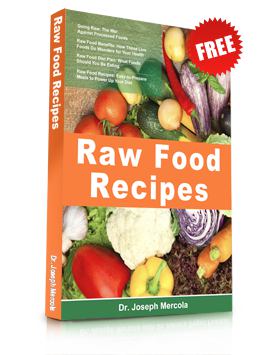 FREE
Going Raw: The War
Against Processed Foods
Raw Food Benefits: How These Live
Foods Do Wonders for Your Health
Raw Food Diet Plan: What Foods
Should You Be Eating
Raw Food Recipes: Easy-to-Prepare
Meals to Power Up Your Diet
Raw Food
Recipes
Dr. Joseph Mercola
Raw Food Recipes
Dr. Joseph Mercola